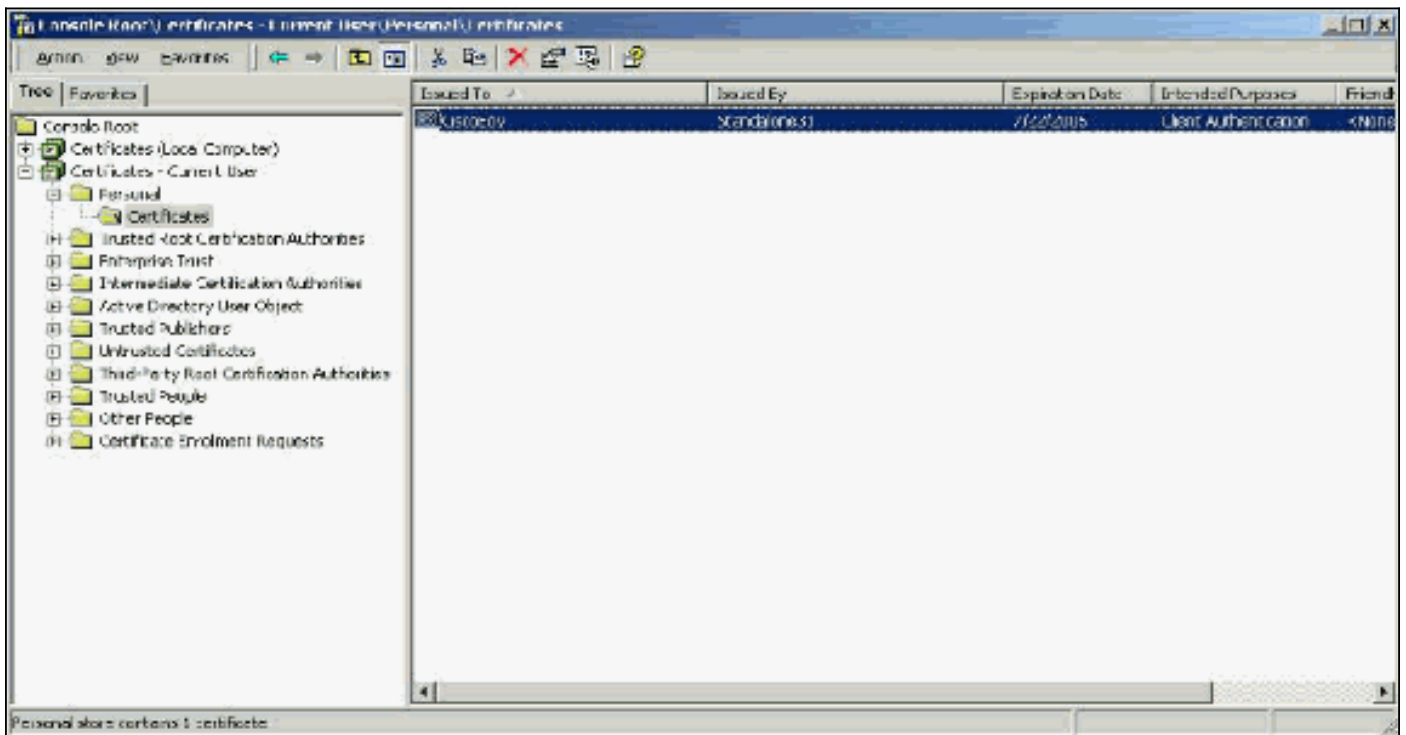 Console Root\Certificates - Current User\Personal\Certificates
Action View Favorites
Tree Favorites
Issued To Issued By Expiration Date Intended Purposes Friend
Console Root
Certificates (Local Computer)
Certificates - Current User
Personal
Certificates
Trusted Root Certification Authorities
Enterprise Trust
Intermediate Certification Authorities
Active Directory User Object
Trusted Publishers
Untrusted Certificates
Third-Party Root Certification Authorities
Trusted People
Other People
Certificate Enrolment Requests
Client Authentication <None
Personal store contains 1 certificate